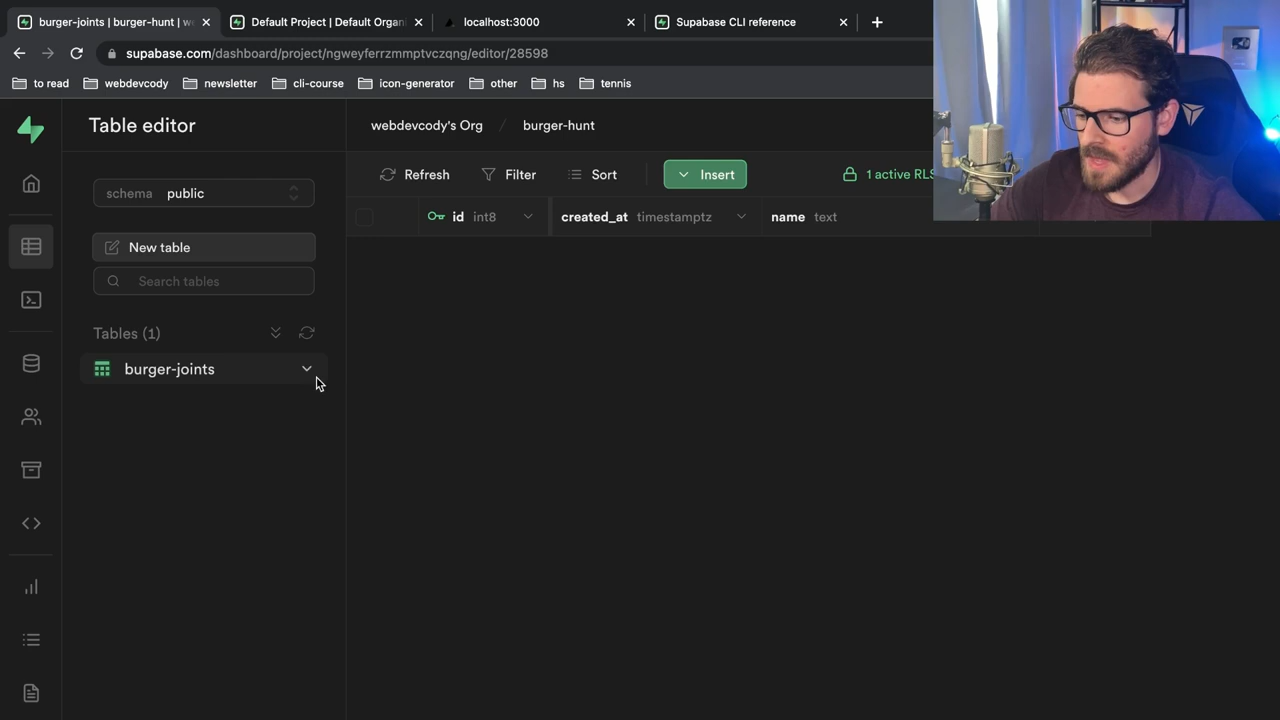 burger-joints | burger-hunt | w
Default Project | Default Organ
localhost:3000
Supabase CLI reference
supabase.com/dashboard/project/ngweyferrznmptvczqng/editor/28598
to read
webdevcody
newsletter
cli-course
icon-generator
other
hs
tennis
Table editor
webdevcody's Org / burger-hunt
schema public
Refresh
Filter
Sort
Insert
1 active RLS
id int8
created_at timestamptz
name text
New table
Search tables
Tables (1)
burger-joints